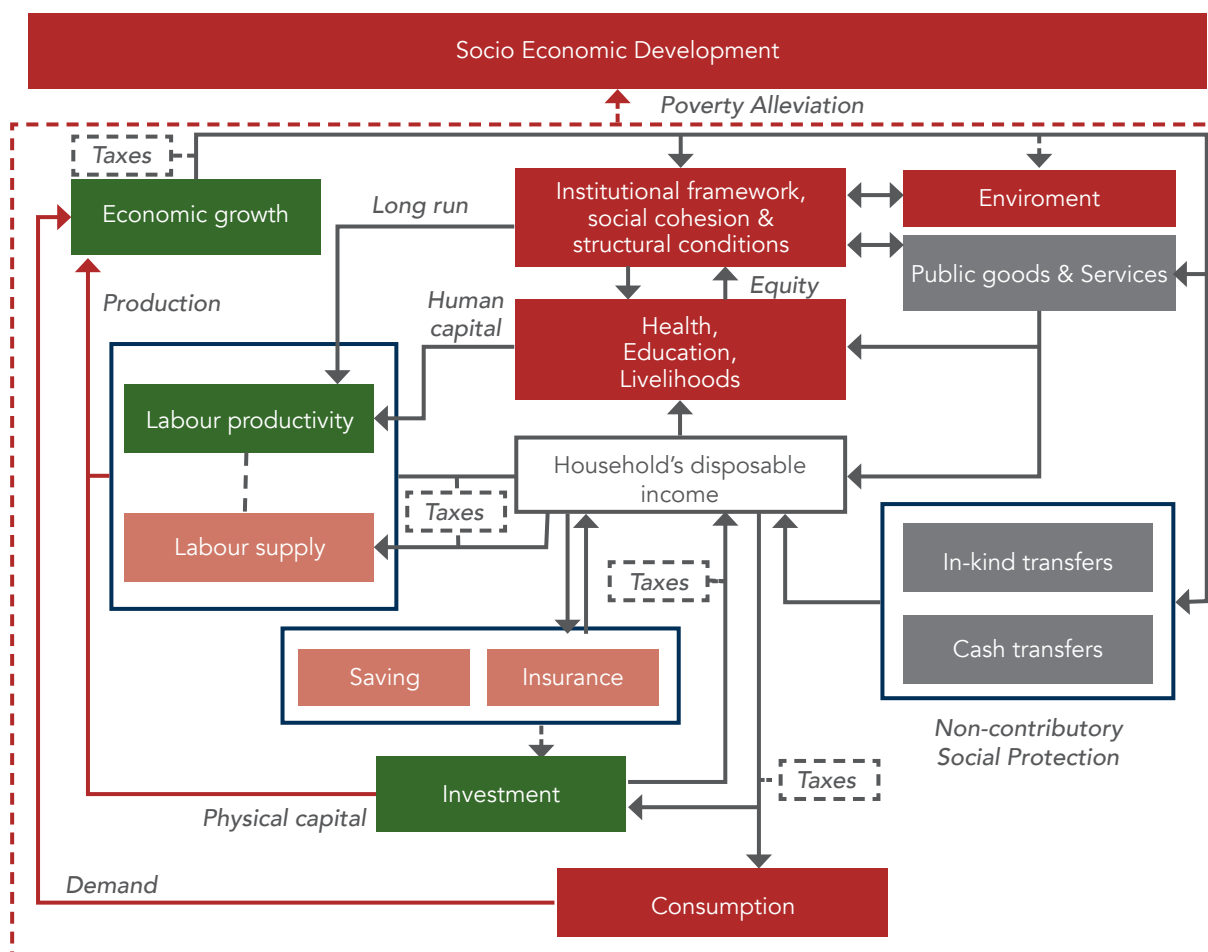 Socio Economic Development
Poverty Alleviation
Taxes
Economic growth
Long run
Institutional framework,
social cohesion &
structural conditions
Enviroment
Public goods & Services
Production
Human
capital
Equity
Health,
Education,
Livelihoods
Labour productivity
Household's disposable
income
Taxes
Labour supply
Taxes
In-kind transfers
Cash transfers
Saving
Insurance
Non-contributory
Social Protection
Investment
Taxes
Physical capital
Demand
Consumption